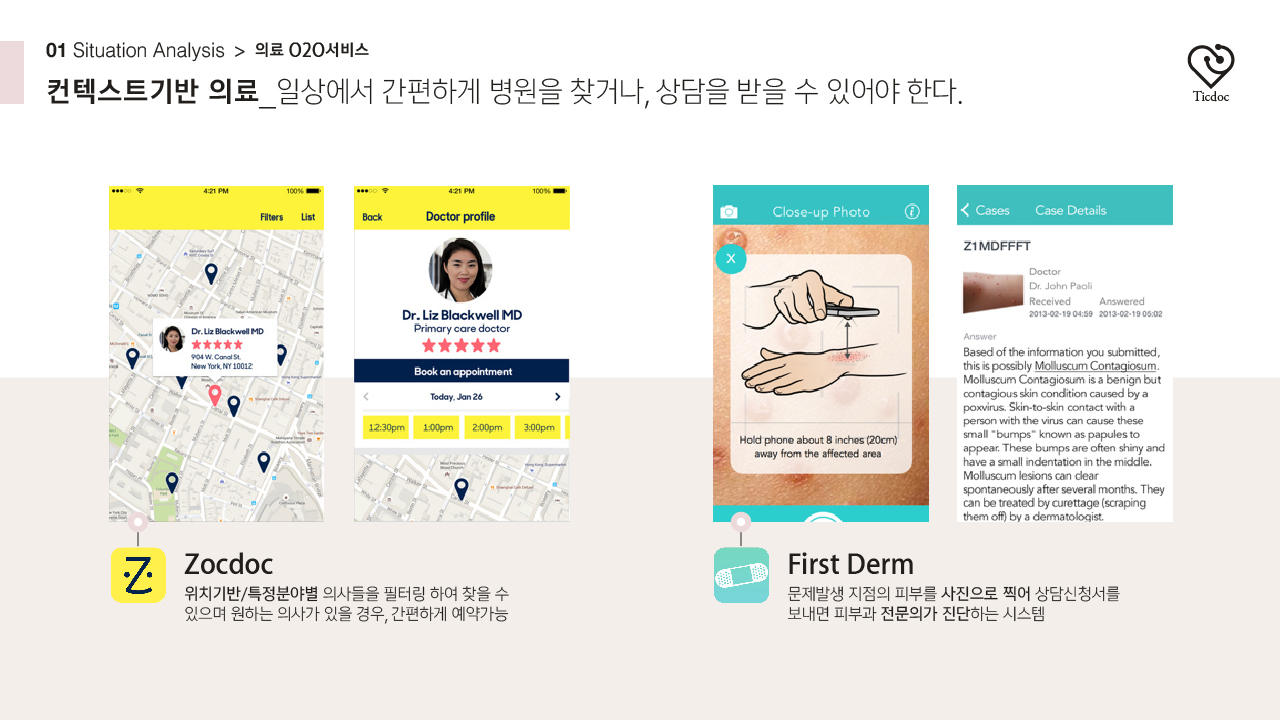 01 Situation Analysis > 의료 O2O서비스
컨텍스트기반 의료_일상에서 간편하게 병원을 찾거나, 상담을 받을 수 있어야 한다.
Ticdoc
4:21 PM 100%
Filters List
Dr. Liz Blackwell MD
904 W. Canal St.
New York, NY 10012
4:21 PM 100%
Back Doctor profile
Dr. Liz Blackwell MD
Primary care doctor
Book an appointment
< Today, Jan 26 >
12:30pm 1:00pm 2:00pm 3:00pm
Close-up Photo
X
Hold phone about 8 inches (20cm)
away from the affected area
Cases Case Details
Z1MDFFFT
Doctor
Dr. John Paoli
Received Answered
2013-02-19 04:59 2013-02-19 06:02
Answer
Based of the information you submitted,
this is possibly Molluscum Contagiosum.
Molluscum Contagiosum is a benign but
contagious skin condition caused by a
poxvirus. Skin-to-skin contact with a
person with the virus can cause these
small "bumps" known as papules to
appear. These bumps are often shiny and
have a small indentation in the middle.
Molluscum lesions can clear
spontaneously after several months. They
can be treated by curettage (scraping
them off) by a dermatologist.
Zocdoc
위치기반/특정분야별 의사들을 필터링 하여 찾을 수
있으며 원하는 의사가 있을 경우, 간편하게 예약가능
First Derm
문제발생 지점의 피부를 사진으로 찍어 상담신청서를
보내면 피부과 전문의가 진단하는 시스템